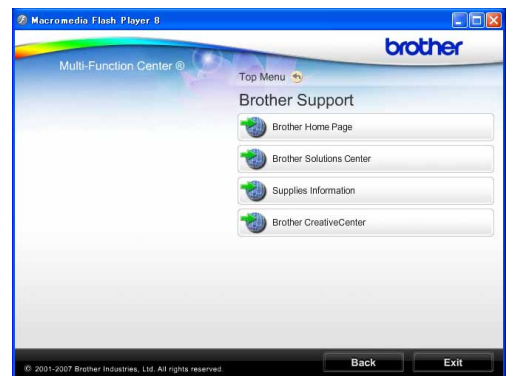 Macromedia Flash Player 8
brother
Multi-Function Center ®
Top Menu
Brother Support
Brother Home Page
Brother Solutions Center
Supplies Information
Brother CreativeCenter
© 2001-2007 Brother Industries, Ltd. All rights reserved.
Back
Exit